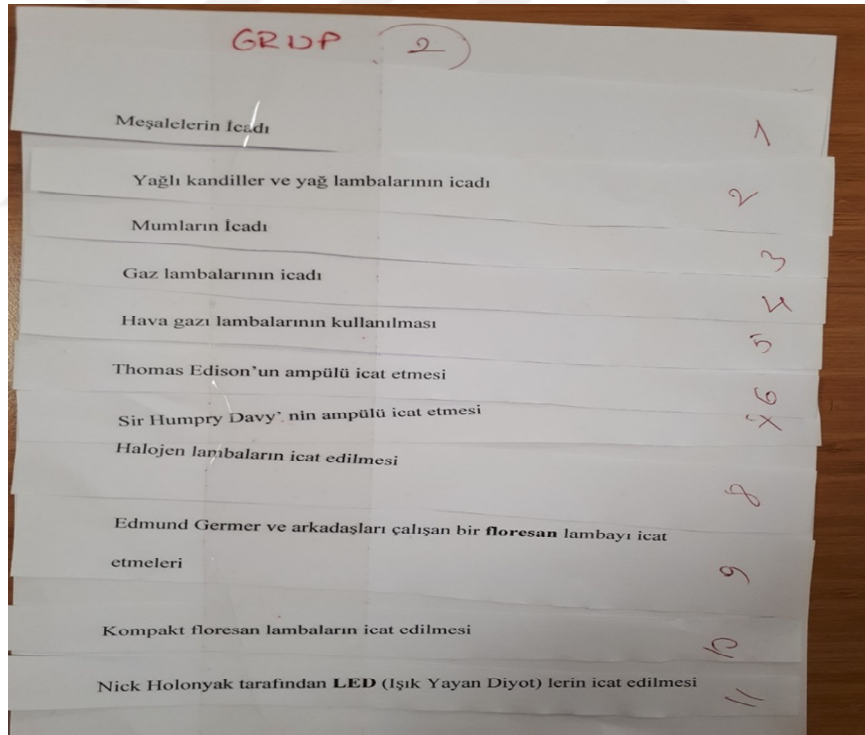 GRUP 2
Meşalelerin İcadı 1
Yağlı kandiller ve yağ lambalarının icadı 2
Mumların İcadı 3
Gaz lambalarının icadı 4
Hava gazı lambalarının kullanılması 5
Thomas Edison'un ampülü icat etmesi 6
Sir Humpry Davy' nin ampülü icat etmesi 7
Halojen lambaların icat edilmesi 8
Edmund Germer ve arkadaşları çalışan bir floresan lambayı icat
etmeleri 9
Kompakt floresan lambaların icat edilmesi 10
Nick Holonyak tarafından LED (Işık Yayan Diyot) lerin icat edilmesi 11